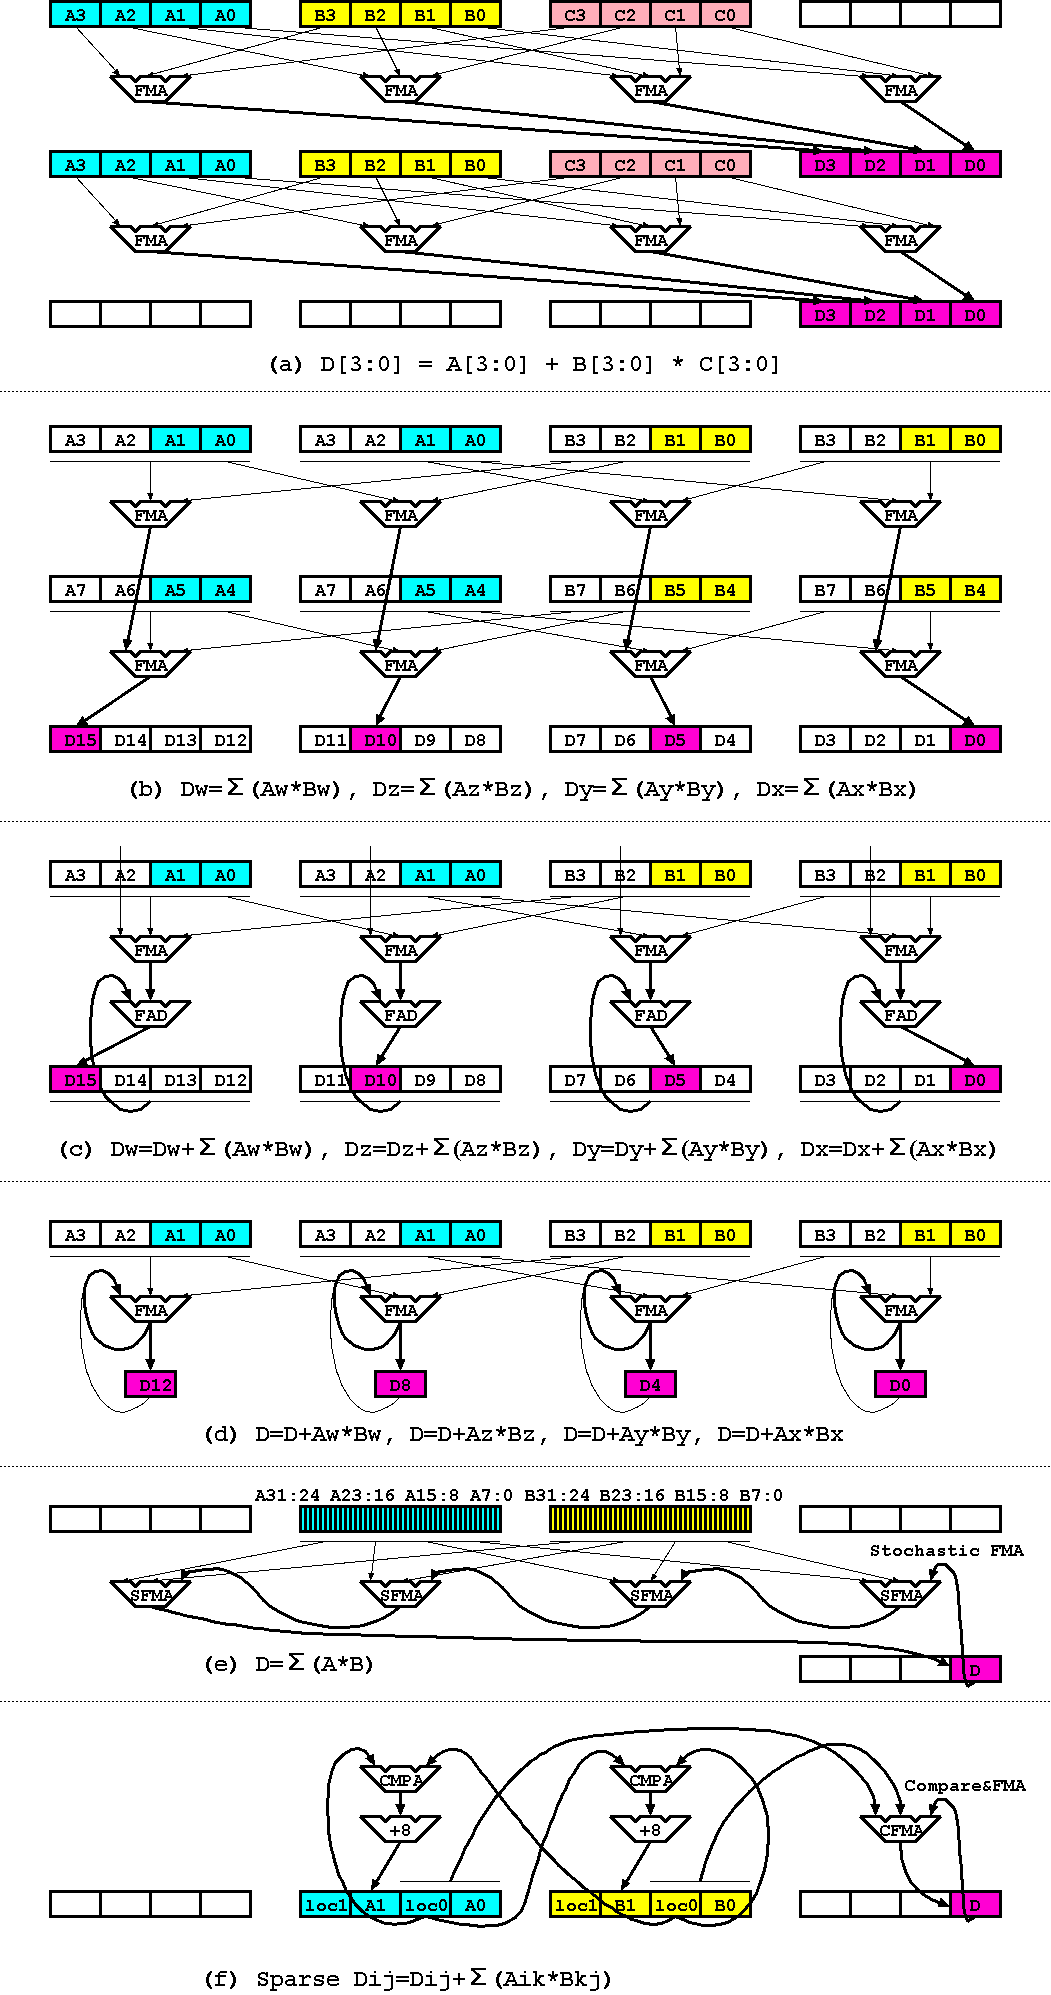 A3 A2 A1 A0 B3 B2 B1 B0 C3 C2 C1 C0
FMA FMA FMA FMA
A3 A2 A1 A0 B3 B2 B1 B0 C3 C2 C1 C0 D3 D2 D1 D0
FMA FMA FMA FMA
D3 D2 D1 D0
(a) D[3:0] = A[3:0] + B[3:0] * C[3:0]
A3 A2 A1 A0 A3 A2 A1 A0 B3 B2 B1 B0 B3 B2 B1 B0
FMA FMA FMA FMA
A7 A6 A5 A4 A7 A6 A5 A4 B7 B6 B5 B4 B7 B6 B5 B4
FMA FMA FMA FMA
D15 D14 D13 D12 D11 D10 D9 D8 D7 D6 D5 D4 D3 D2 D1 D0
(b) Dw=Σ(Aw*Bw), Dz=Σ(Az*Bz), Dy=Σ(Ay*By), Dx=Σ(Ax*Bx)
A3 A2 A1 A0 A3 A2 A1 A0 B3 B2 B1 B0 B3 B2 B1 B0
FMA FMA FMA FMA
FAD FAD FAD FAD
D15 D14 D13 D12 D11 D10 D9 D8 D7 D6 D5 D4 D3 D2 D1 D0
(c) Dw=Dw+Σ(Aw*Bw), Dz=Dz+Σ(Az*Bz), Dy=Dy+Σ(Ay*By), Dx=Dx+Σ(Ax*Bx)
A3 A2 A1 A0 A3 A2 A1 A0 B3 B2 B1 B0 B3 B2 B1 B0
FMA FMA FMA FMA
D12 D8 D4 D0
(d) D=D+Aw*Bw, D=D+Az*Bz, D=D+Ay*By, D=D+Ax*Bx
A31:24 A23:16 A15:8 A7:0 B31:24 B23:16 B15:8 B7:0
Stochastic FMA
SFMA SFMA SFMA SFMA
(e) D=Σ(A*B)
D
CMPA CMPA
Compare&FMA
+8 +8 CFMA
loc1 A1 loc0 A0 loc1 B1 loc0 B0 D
(f) Sparse Dij=Dij+Σ(Aik*Bkj)